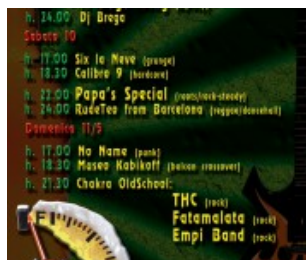 h. 24.00 Dj Brego
Sabato 10
h. 17.00 Six la Neve (grunge)
h. 18.30 Calibro 9 (hardcore)
h. 22.00 Papa's Special (roots/rock-steady)
h. 24.00 RudeTeo from Barcelona (raggae/dancehall)
Domenica 11/5
h. 17.00 No Name (punk)
h. 18:30 Museo Kabikoff (balcan crossover)
h. 21.30 Chakra OldSchool:
THC (rock)
Fatamalata (rock)
Empi Band (rock)